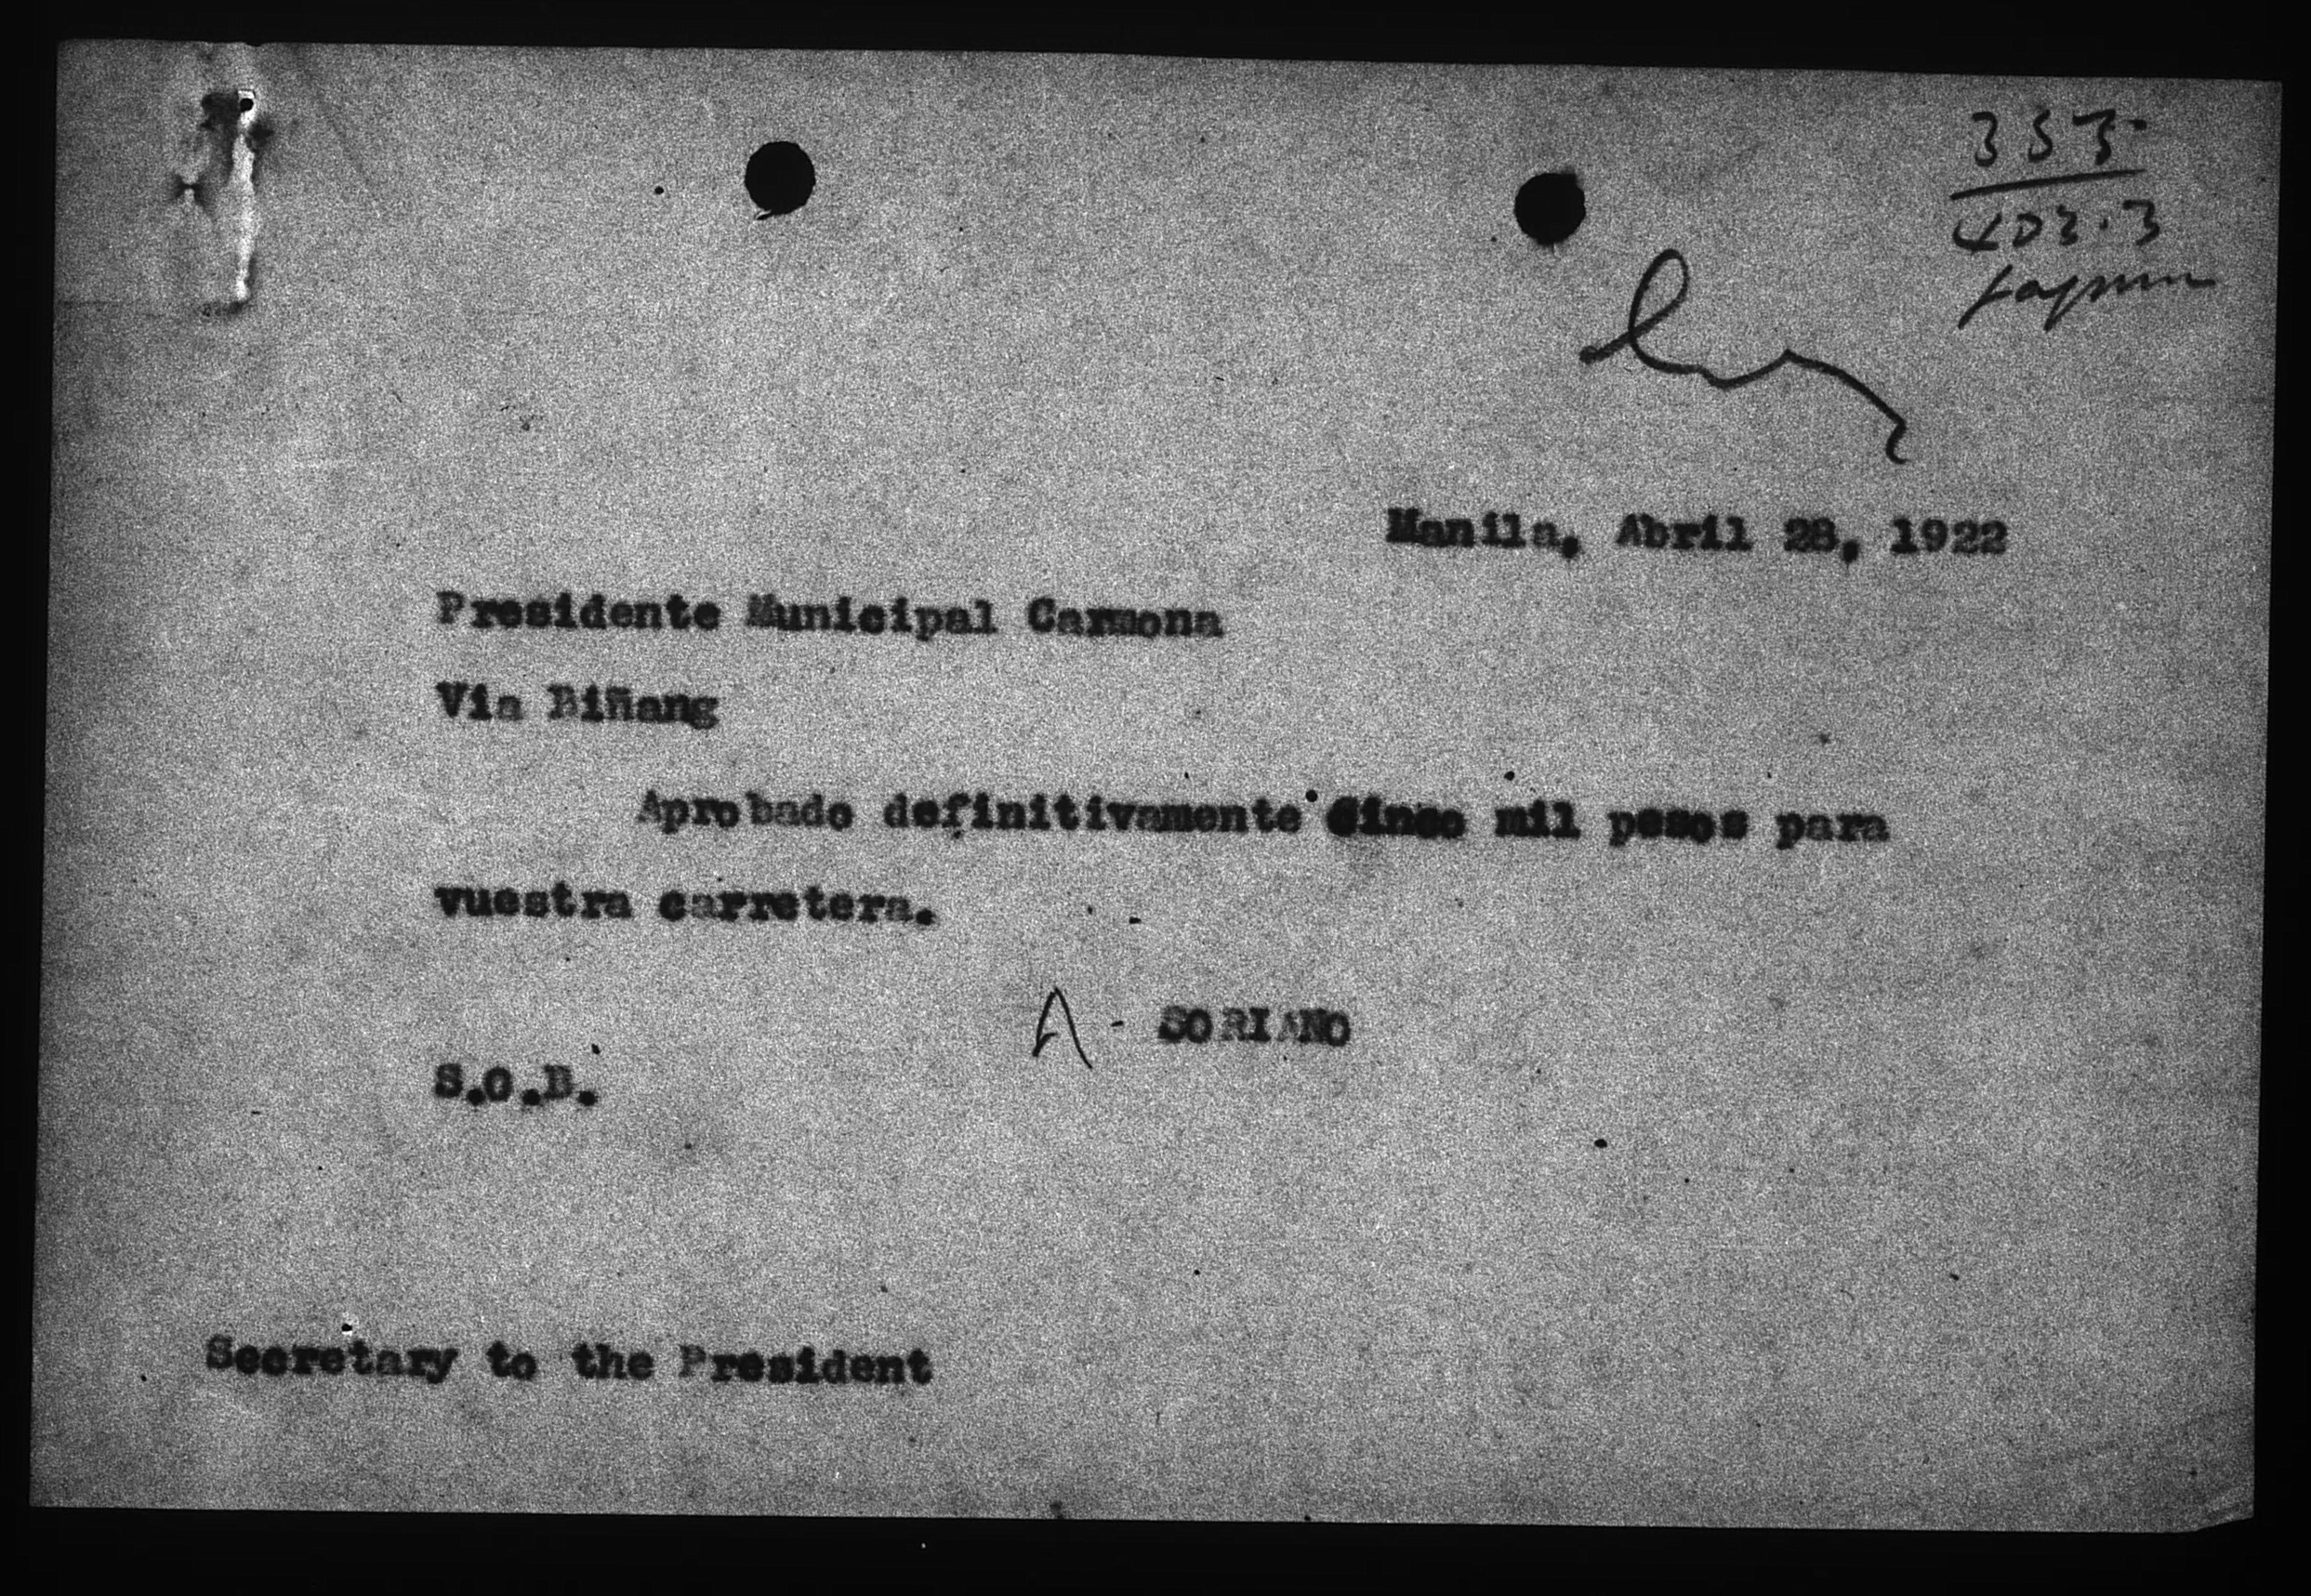 355
403.3
Manila, Abril 28, 1922
Presidente Municipal Carmona
Via Biñang
Aprobado definitivamente Cinco mil pesos para
vuestra carretera.
A - SORIANO
S.O.B.
Secretary to the President